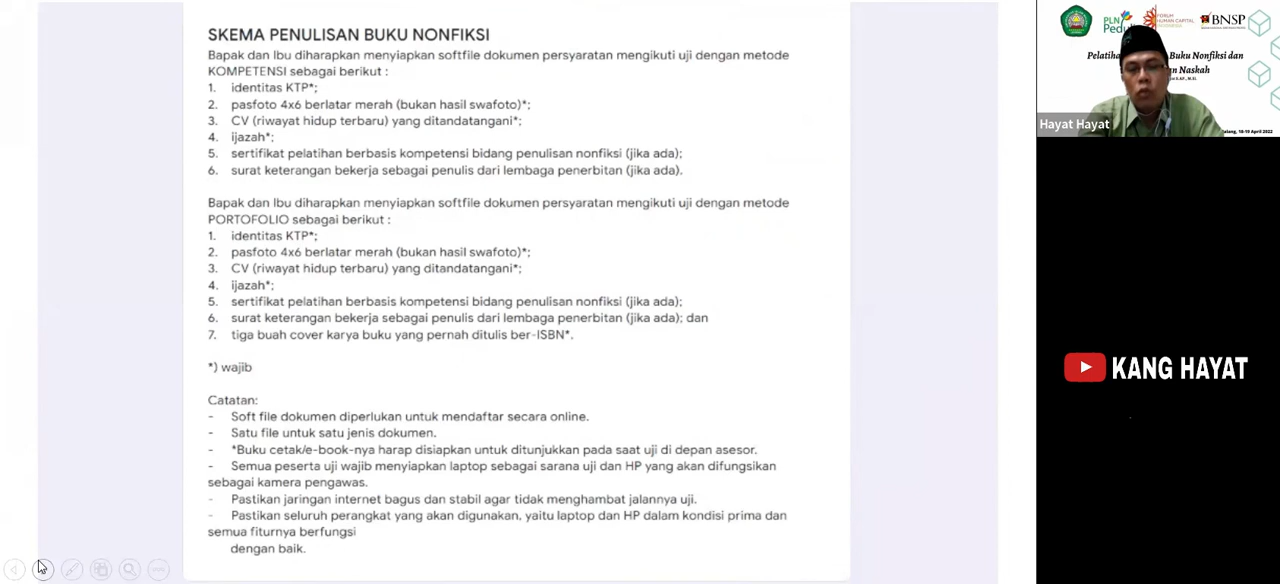 SKEMA PENULISAN BUKU NONFIKSI
Bapak dan Ibu diharapkan menyiapkan softfile dokumen persyaratan mengikuti uji dengan metode
KOMPETENSI sebagai berikut :
1. identitas KTP*;
2. pasfoto 4x6 berlatar merah (bukan hasil swafoto)*;
3. CV (riwayat hidup terbaru) yang ditandatangani*;
4. ijazah*;
5. sertifikat pelatihan berbasis kompetensi bidang penulisan nonfiksi (jika ada);
6. surat keterangan bekerja sebagai penulis dari lembaga penerbitan (jika ada).
Bapak dan Ibu diharapkan menyiapkan softfile dokumen persyaratan mengikuti uji dengan metode
PORTOFOLIO sebagai berikut :
1. identitas KTP*;
2. pasfoto 4x6 berlatar merah (bukan hasil swafoto)*;
3. CV (riwayat hidup terbaru) yang ditandatangani*;
4. ijazah*;
5. sertifikat pelatihan berbasis kompetensi bidang penulisan nonfiksi (jika ada);
6. surat keterangan bekerja sebagai penulis dari lembaga penerbitan (jika ada); dan
7. tiga buah cover karya buku yang pernah ditulis ber-ISBN*.
*) wajib
Catatan:
- Soft file dokumen diperlukan untuk mendaftar secara online.
- Satu file untuk satu jenis dokumen.
- *Buku cetak/e-book-nya harap disiapkan untuk ditunjukkan pada saat uji di depan asesor.
- Semua peserta uji wajib menyiapkan laptop sebagai sarana uji dan HP yang akan difungsikan
sebagai kamera pengawas.
- Pastikan jaringan internet bagus dan stabil agar tidak menghambat jalannya uji.
- Pastikan seluruh perangkat yang akan digunakan, yaitu laptop dan HP dalam kondisi prima dan
semua fiturnya berfungsi
dengan baik.
PLN
FORUM
HUMAN CAPITAL
INDONESIA
BNSP
Buku Nonfiksi dan
Naskah
18-19 April 2022
Hayat Hayat
KANG HAYAT